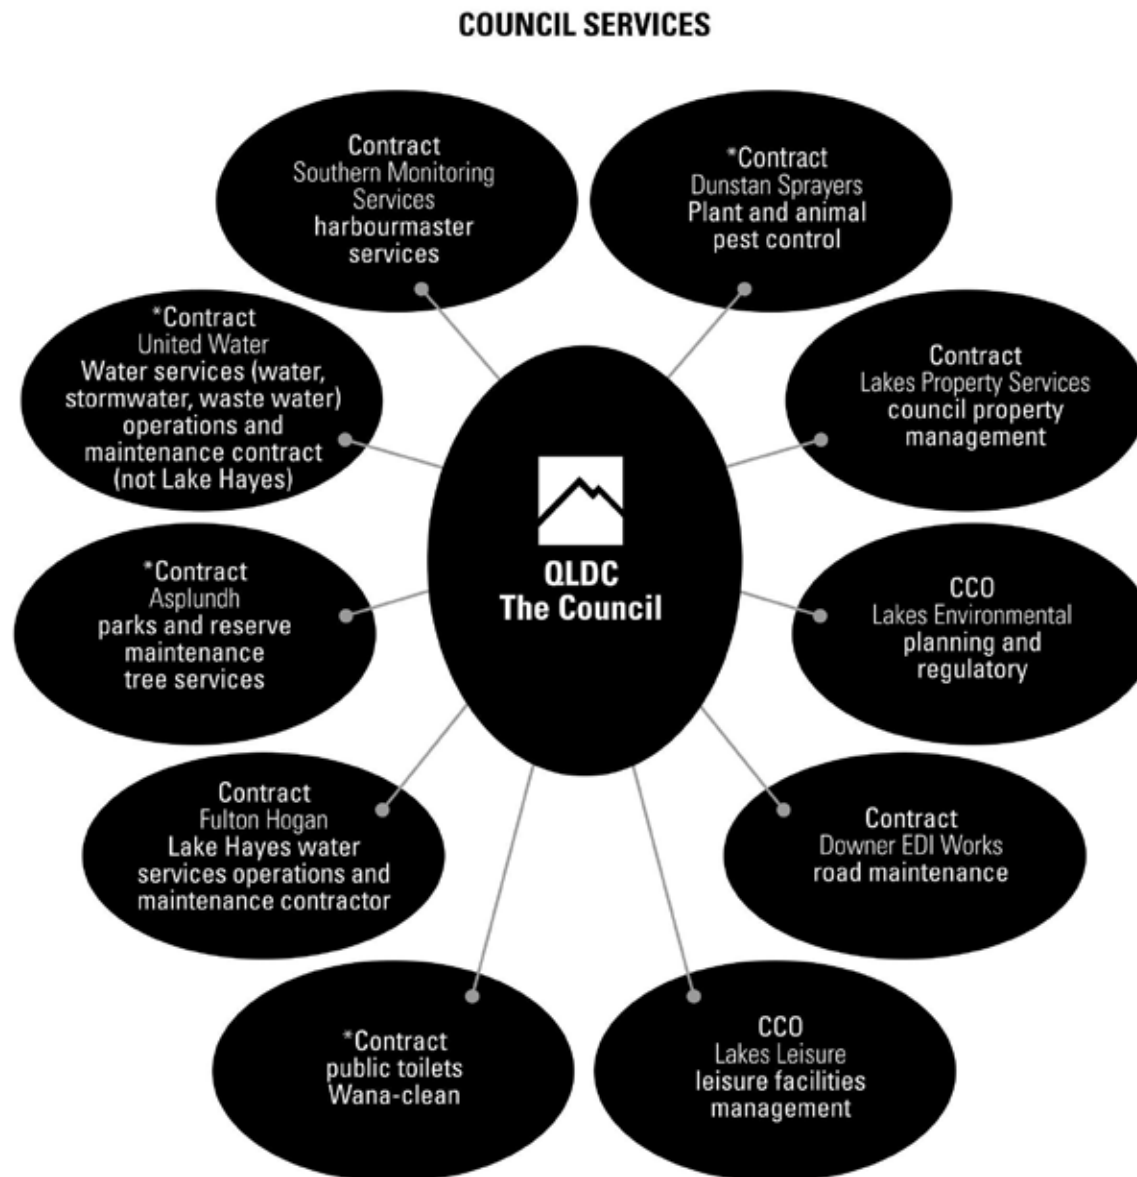 COUNCIL SERVICES
Contract
Southern Monitoring
Services
harbourmaster
services
*Contract
Dunstan Sprayers
Plant and animal
pest control
*Contract
United Water
Water services (water,
stormwater, waste water)
operations and
maintenance contract
(not Lake Hayes)
Contract
Lakes Property Services
council property
management
QLDC
The Council
*Contract
Asplundh
parks and reserve
maintenance
tree services
CCO
Lakes Environmental
planning and
regulatory
Contract
Fulton Hogan
Lake Hayes water
services operations and
maintenance contractor
Contract
Downer EDI Works
road maintenance
*Contract
public toilets
Wana-clean
CCO
Lakes Leisure
leisure facilities
management